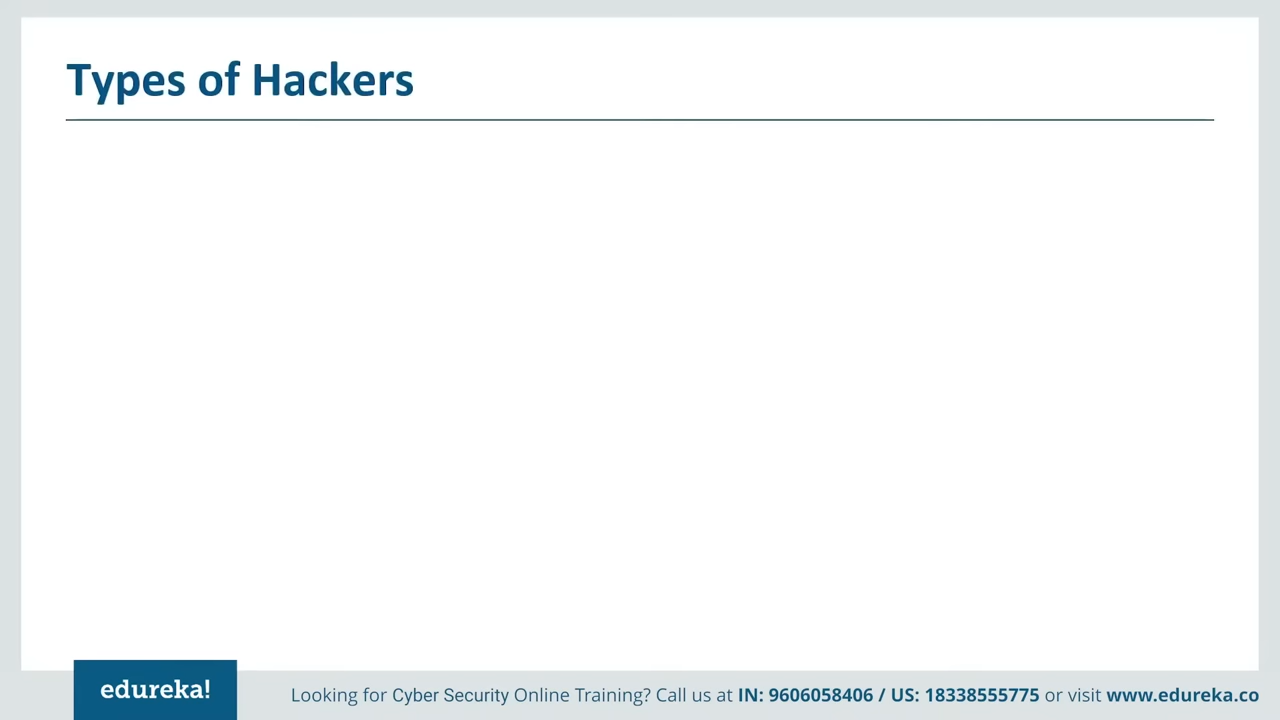 Types of Hackers
edureka!
Looking for Cyber Security Online Training? Call us at IN: 9606058406 / US: 18338555775 or visit www.edureka.co